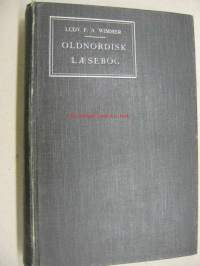 LUDV. F. A. WIMMER
OLDNORDISK
LÆSEBOG